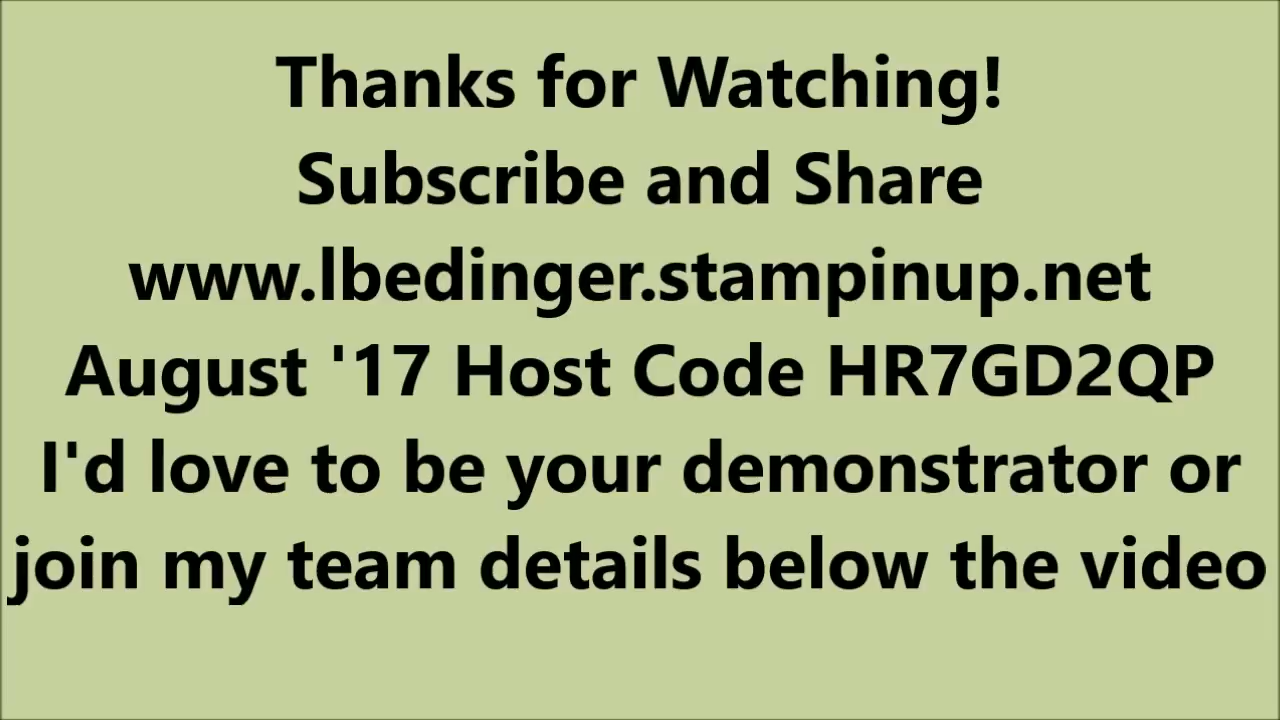 Thanks for Watching!
Subscribe and Share
www.lbedinger.stampinup.net
August '17 Host Code HR7GD2QP
I'd love to be your demonstrator or
join my team details below the video